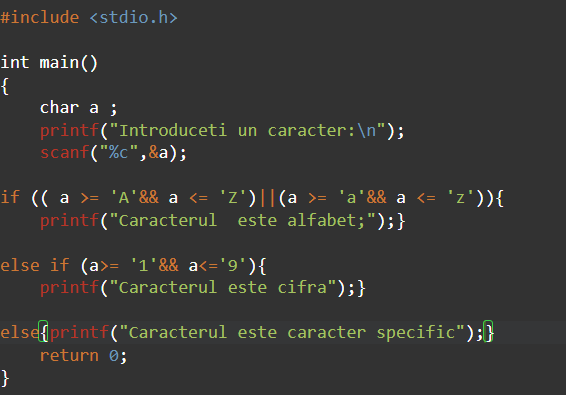 #include <stdio.h>
int main()
{
    char a ;
    printf("Introduceti un caracter:\n");
    scanf("%c",&a);
if (( a >= 'A'&& a <= 'Z')||(a >= 'a'&& a <= 'z')){
    printf("Caracterul  este alfabet;");}
else if (a>= '1'&& a<='9'){
    printf("Caracterul este cifra");}
else{printf("Caracterul este caracter specific");}
    return 0;
}